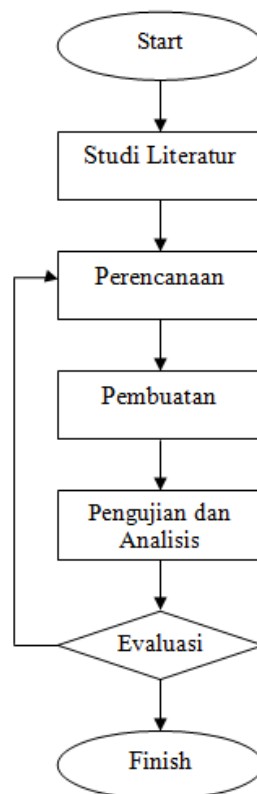 Start
Studi Literatur
Perencanaan
Pembuatan
Pengujian dan
Analisis
Evaluasi
Finish